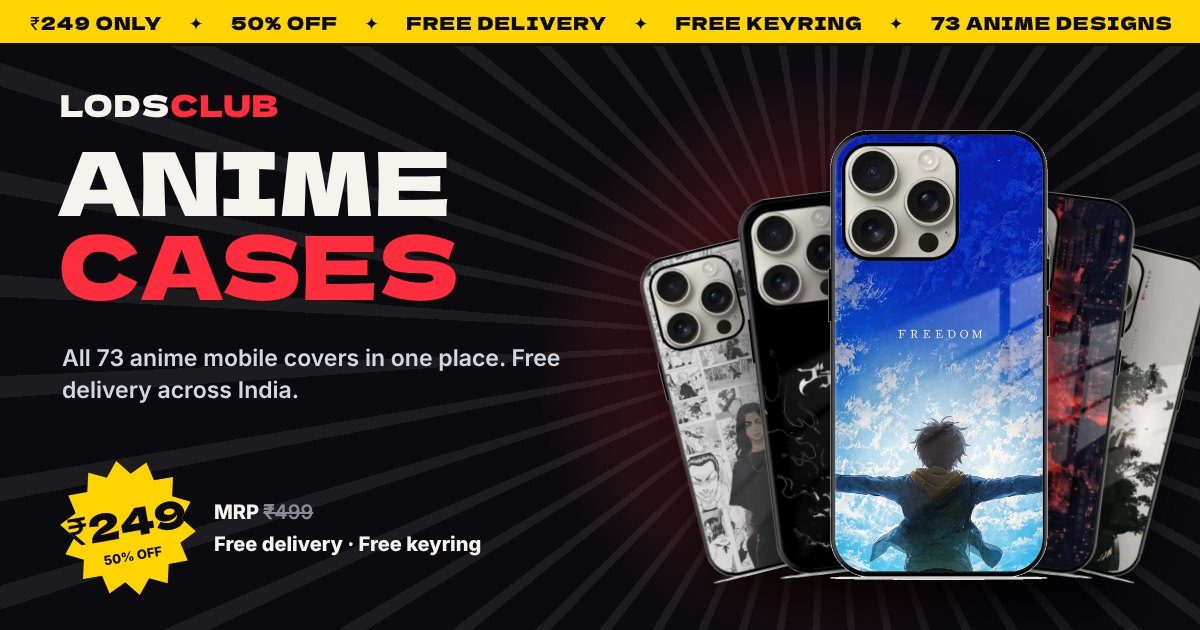 ₹249 ONLY ✦ 50% OFF ✦ FREE DELIVERY ✦ FREE KEYRING ✦ 73 ANIME DESIGNS
LODSCLUB
ANIME
CASES
All 73 anime mobile covers in one place. Free
delivery across India.
₹249
50% OFF
MRP ₹499
Free delivery · Free keyring
FREEDOM